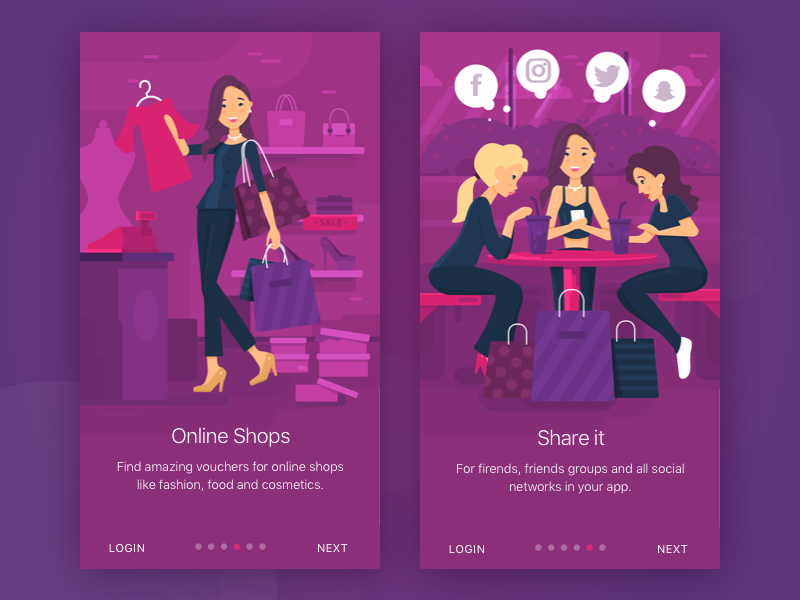 ~SALE~
Online Shops
Find amazing vouchers for online shops
like fashion, food and cosmetics.
LOGIN
NEXT
f
Share it
For firends, friends groups and all social
networks in your app.
LOGIN
NEXT